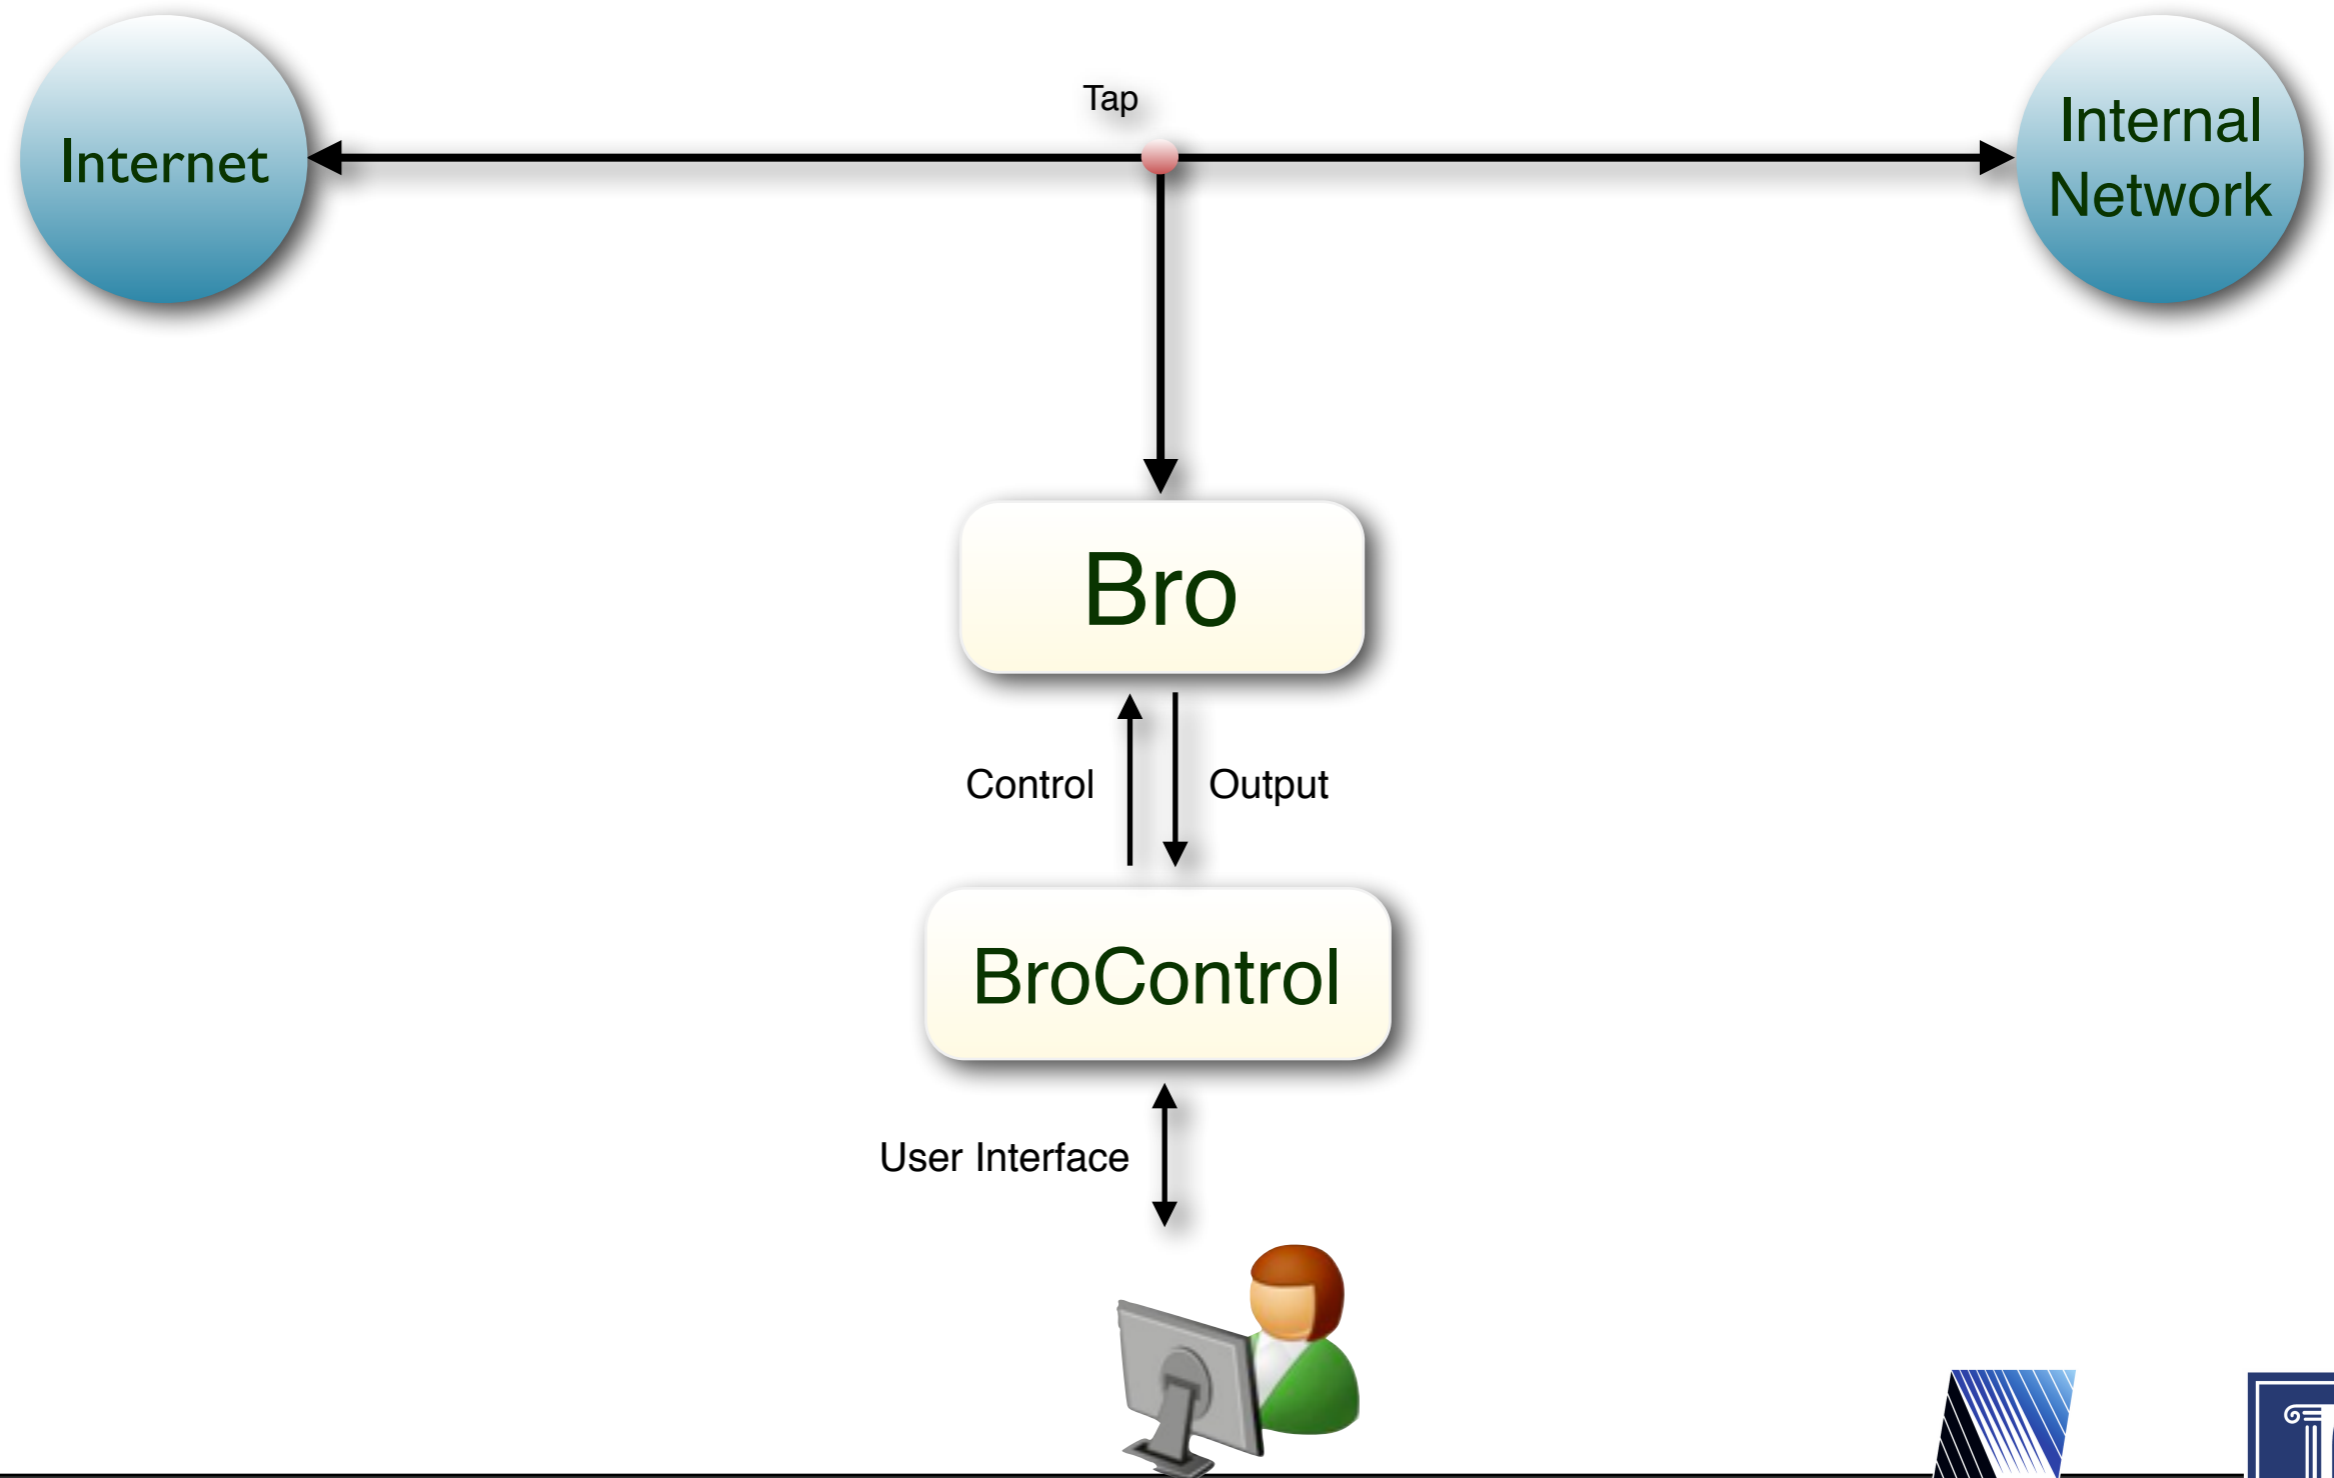 Tap
Internet
Internal
Network
Bro
Control
Output
BroControl
User Interface